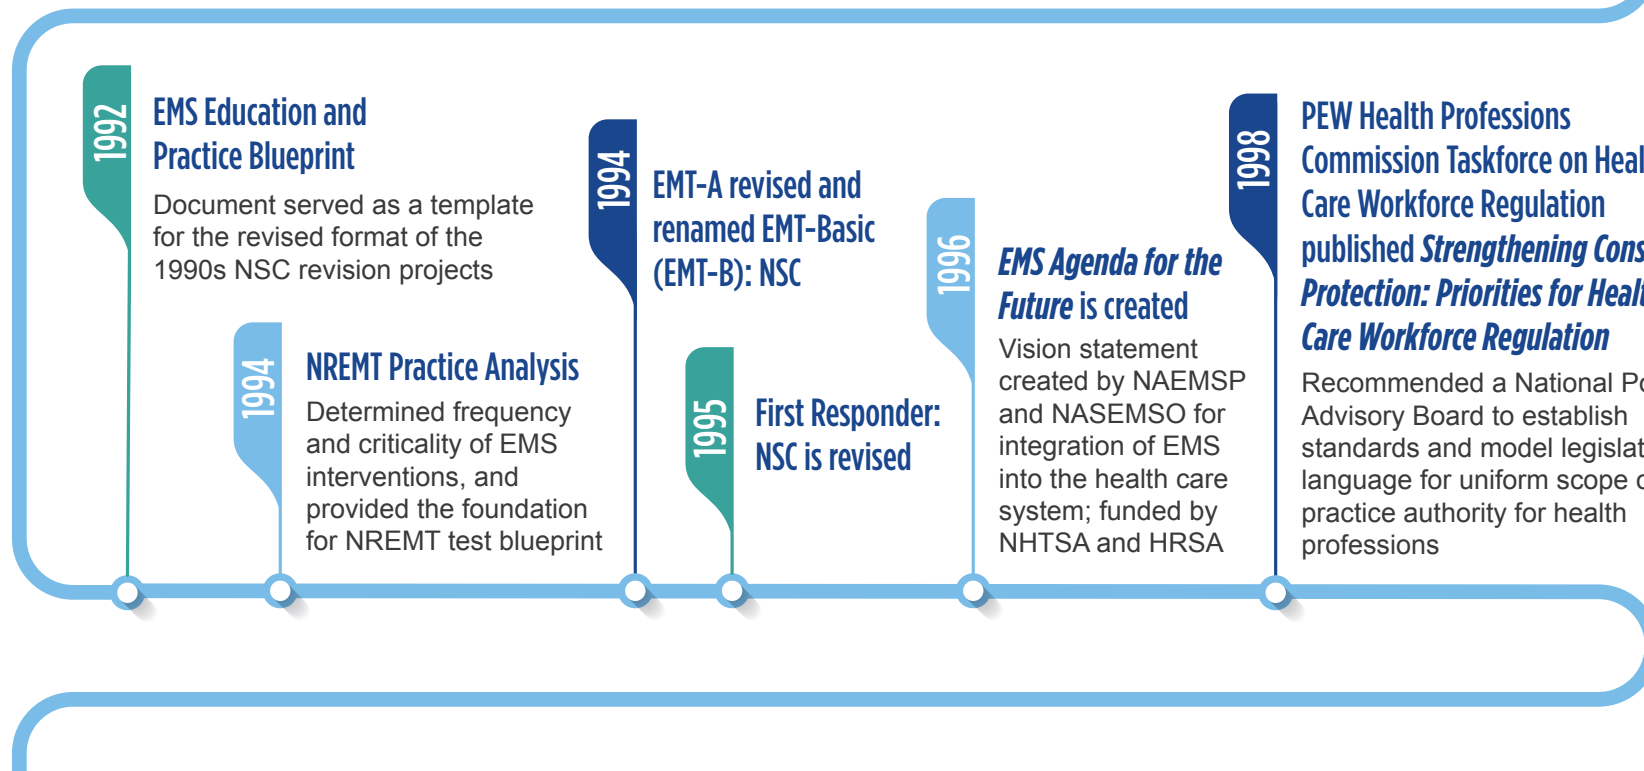 1992
EMS Education and
Practice Blueprint
Document served as a template
for the revised format of the
1990s NSC revision projects
1994
NREMT Practice Analysis
Determined frequency
and criticality of EMS
interventions, and
provided the foundation
for NREMT test blueprint
1994
EMT-A revised and
renamed EMT-Basic
(EMT-B): NSC
1995
First Responder:
NSC is revised
1996
EMS Agenda for the
Future is created
Vision statement
created by NAEMSP
and NASEMSO for
integration of EMS
into the health care
system; funded by
NHTSA and HRSA
1998
PEW Health Professions
Commission Taskforce on
Care Workforce Regulation
published Strengthening
Protection: Priorities for
Care Workforce Regulation
Recommended a National
Advisory Board to establish
standards and model
language for uniform scope
practice authority for health
professions